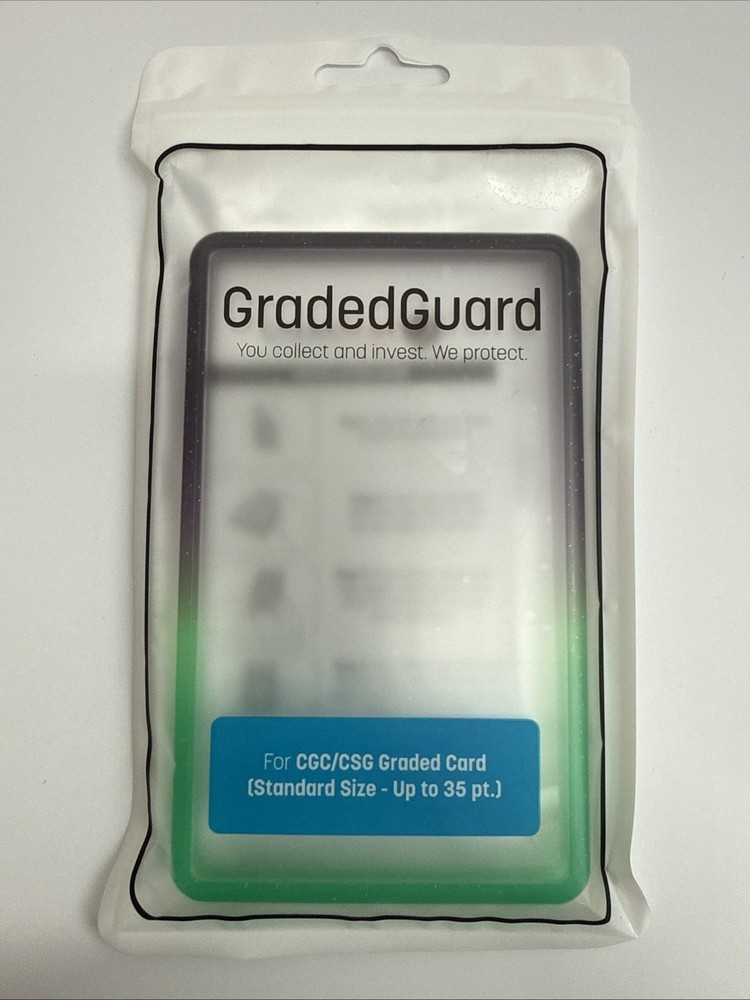 GradedGuard
You collect and invest. We protect.
For CGC/CSG Graded Card
(Standard Size - Up to 35 pt.)